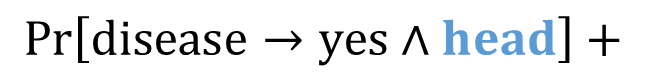 Pr[disease → yes ∧ head] +